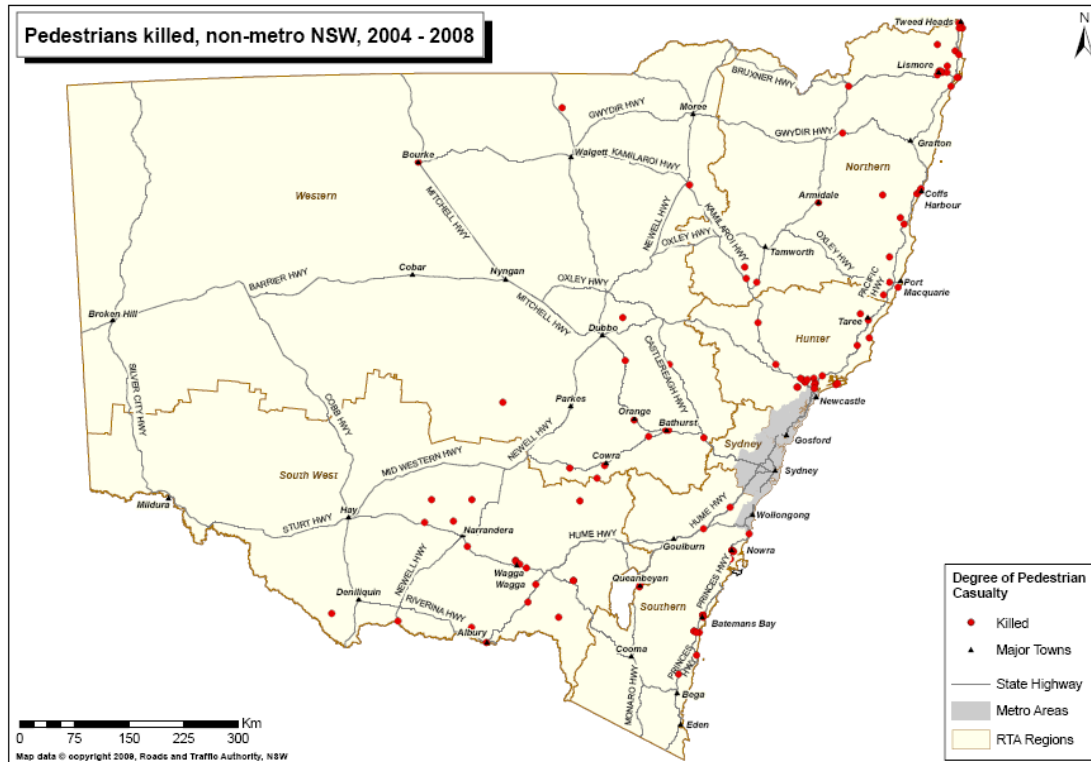 Pedestrians killed, non-metro NSW, 2004 - 2008
N
Tweed Heads
BRUXNER HWY
Lismore
GWYDIR HWY
Moree
GWYDIR HWY
Grafton
Walgett
KAMILAROI HWY
Bourke
Northern
Western
MITCHELL HWY
Armidale
Coffs
Harbour
NEWELL HWY
KAMILAROI HWY
OXLEY HWY
Tamworth
OXLEY HWY
Cobar
Nyngan
BARRIER HWY
OXLEY HWY
PACIFIC
HWY
Port
Macquarie
MITCHELL HWY
Broken Hill
Dubbo
Taree
Hunter
CASTLEREAGH HWY
SILVER CITY HWY
COBB HWY
Parkes
Newcastle
Orange
Bathurst
NEWELL HWY
Sydney
Gosford
MID WESTERN HWY
Cowra
South West
Sydney
Mildura
HUME HWY
Wollongong
Hay
STURT HWY
Narrandera
HUME HWY
Goulburn
Nowra
NEWELL HWY
Wagga
Wagga
Queanbeyan
PRINCES HWY
Deniliquin
RIVERINA HWY
Southern
Batemans Bay
Albury
Cooma
PRINCES
HWY
MONARO HWY
Bega
Eden
Degree of Pedestrian
Casualty
Killed
Major Towns
State Highway
Metro Areas
RTA Regions
Km
0 75 150 225 300
Map data © copyright 2009, Roads and Traffic Authority, NSW